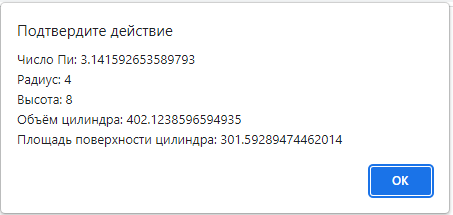 Подтвердите действие
Число Пи: 3.141592653589793
Радиус: 4
Высота: 8
Объём цилиндра: 402.1238596594935
Площадь поверхности цилиндра: 301.59289474462014
ОК